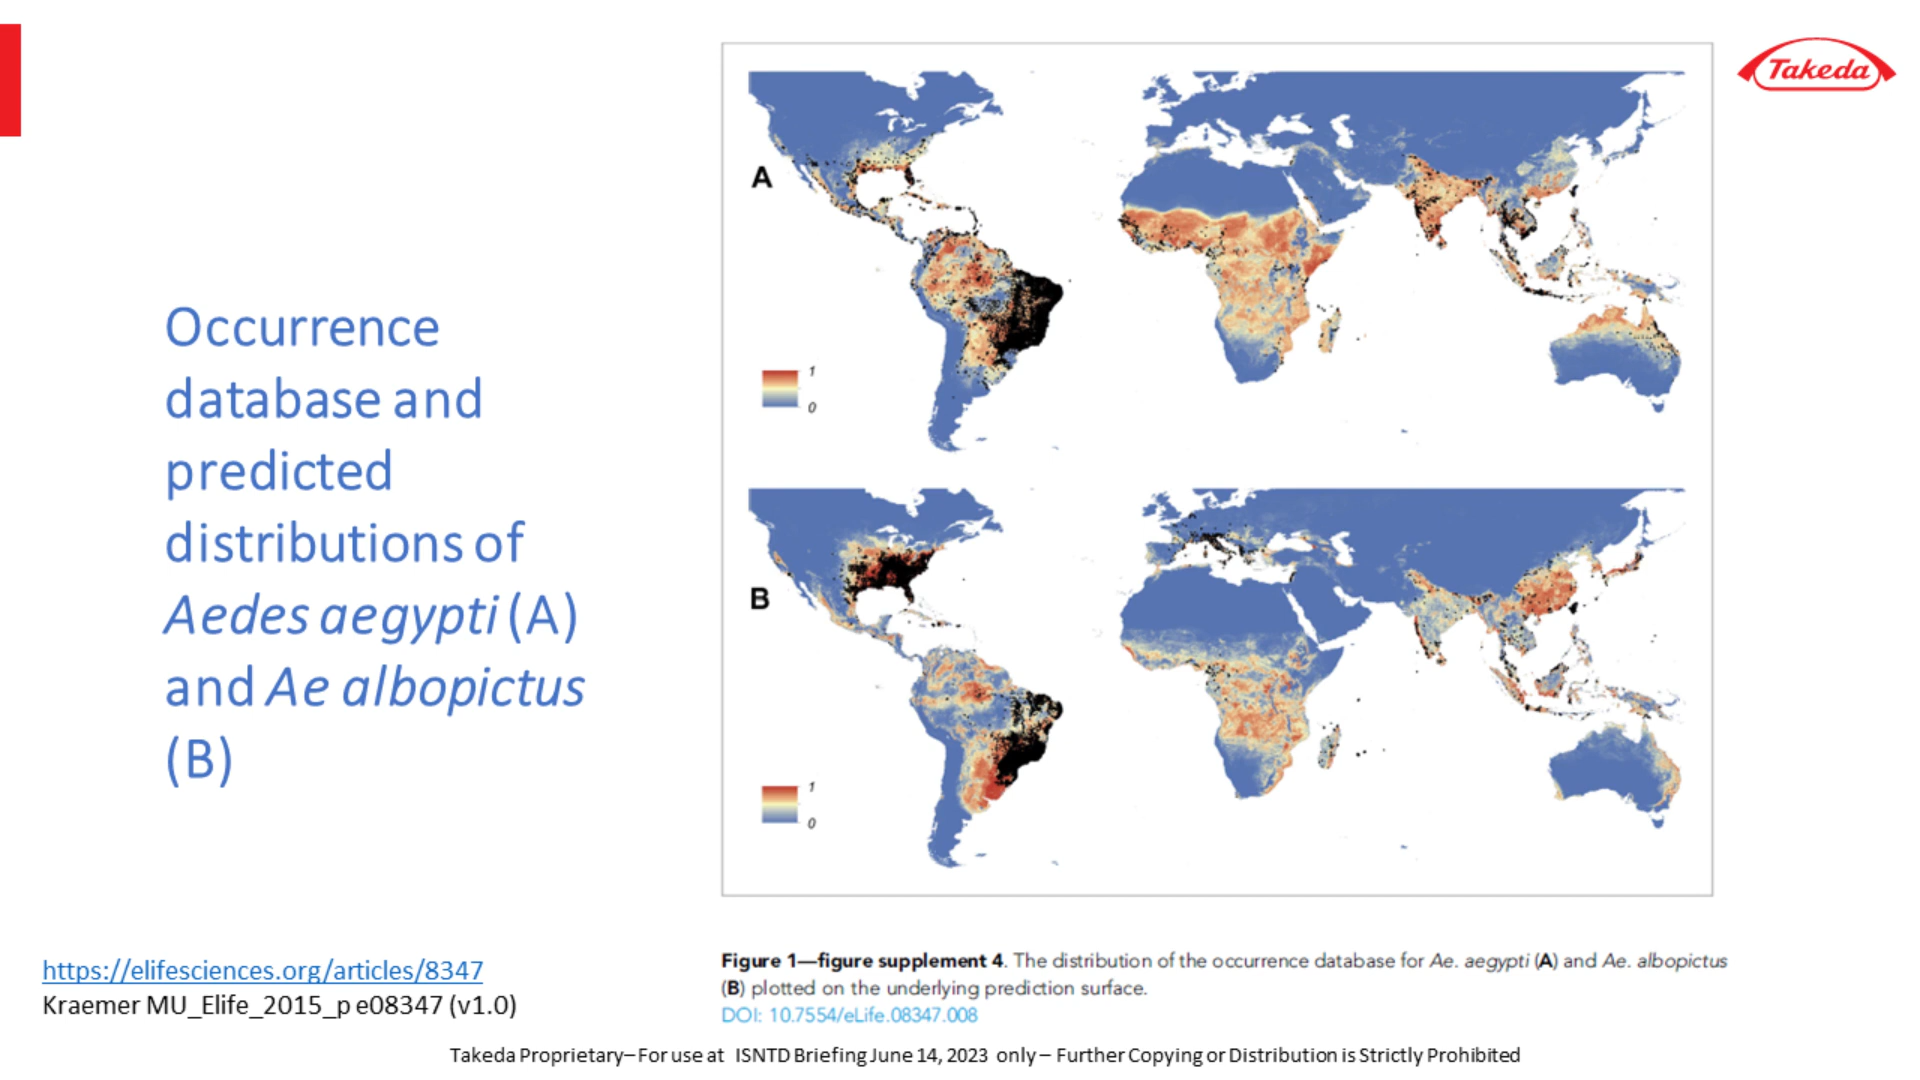 Takeda
Occurrence
database and
predicted
distributions of
Aedes aegypti (A)
and Ae albopictus
(B)
A
1
0
B
1
0
https://elifesciences.org/articles/8347
Kraemer MU_Elife_2015_p e08347 (v1.0)
Figure 1—figure supplement 4. The distribution of the occurrence database for Ae. aegypti (A) and Ae. albopictus
(B) plotted on the underlying prediction surface.
DOI: 10.7554/eLife.08347.008
Takeda Proprietary– For use at ISNTD Briefing June 14, 2023 only – Further Copying or Distribution is Strictly Prohibited